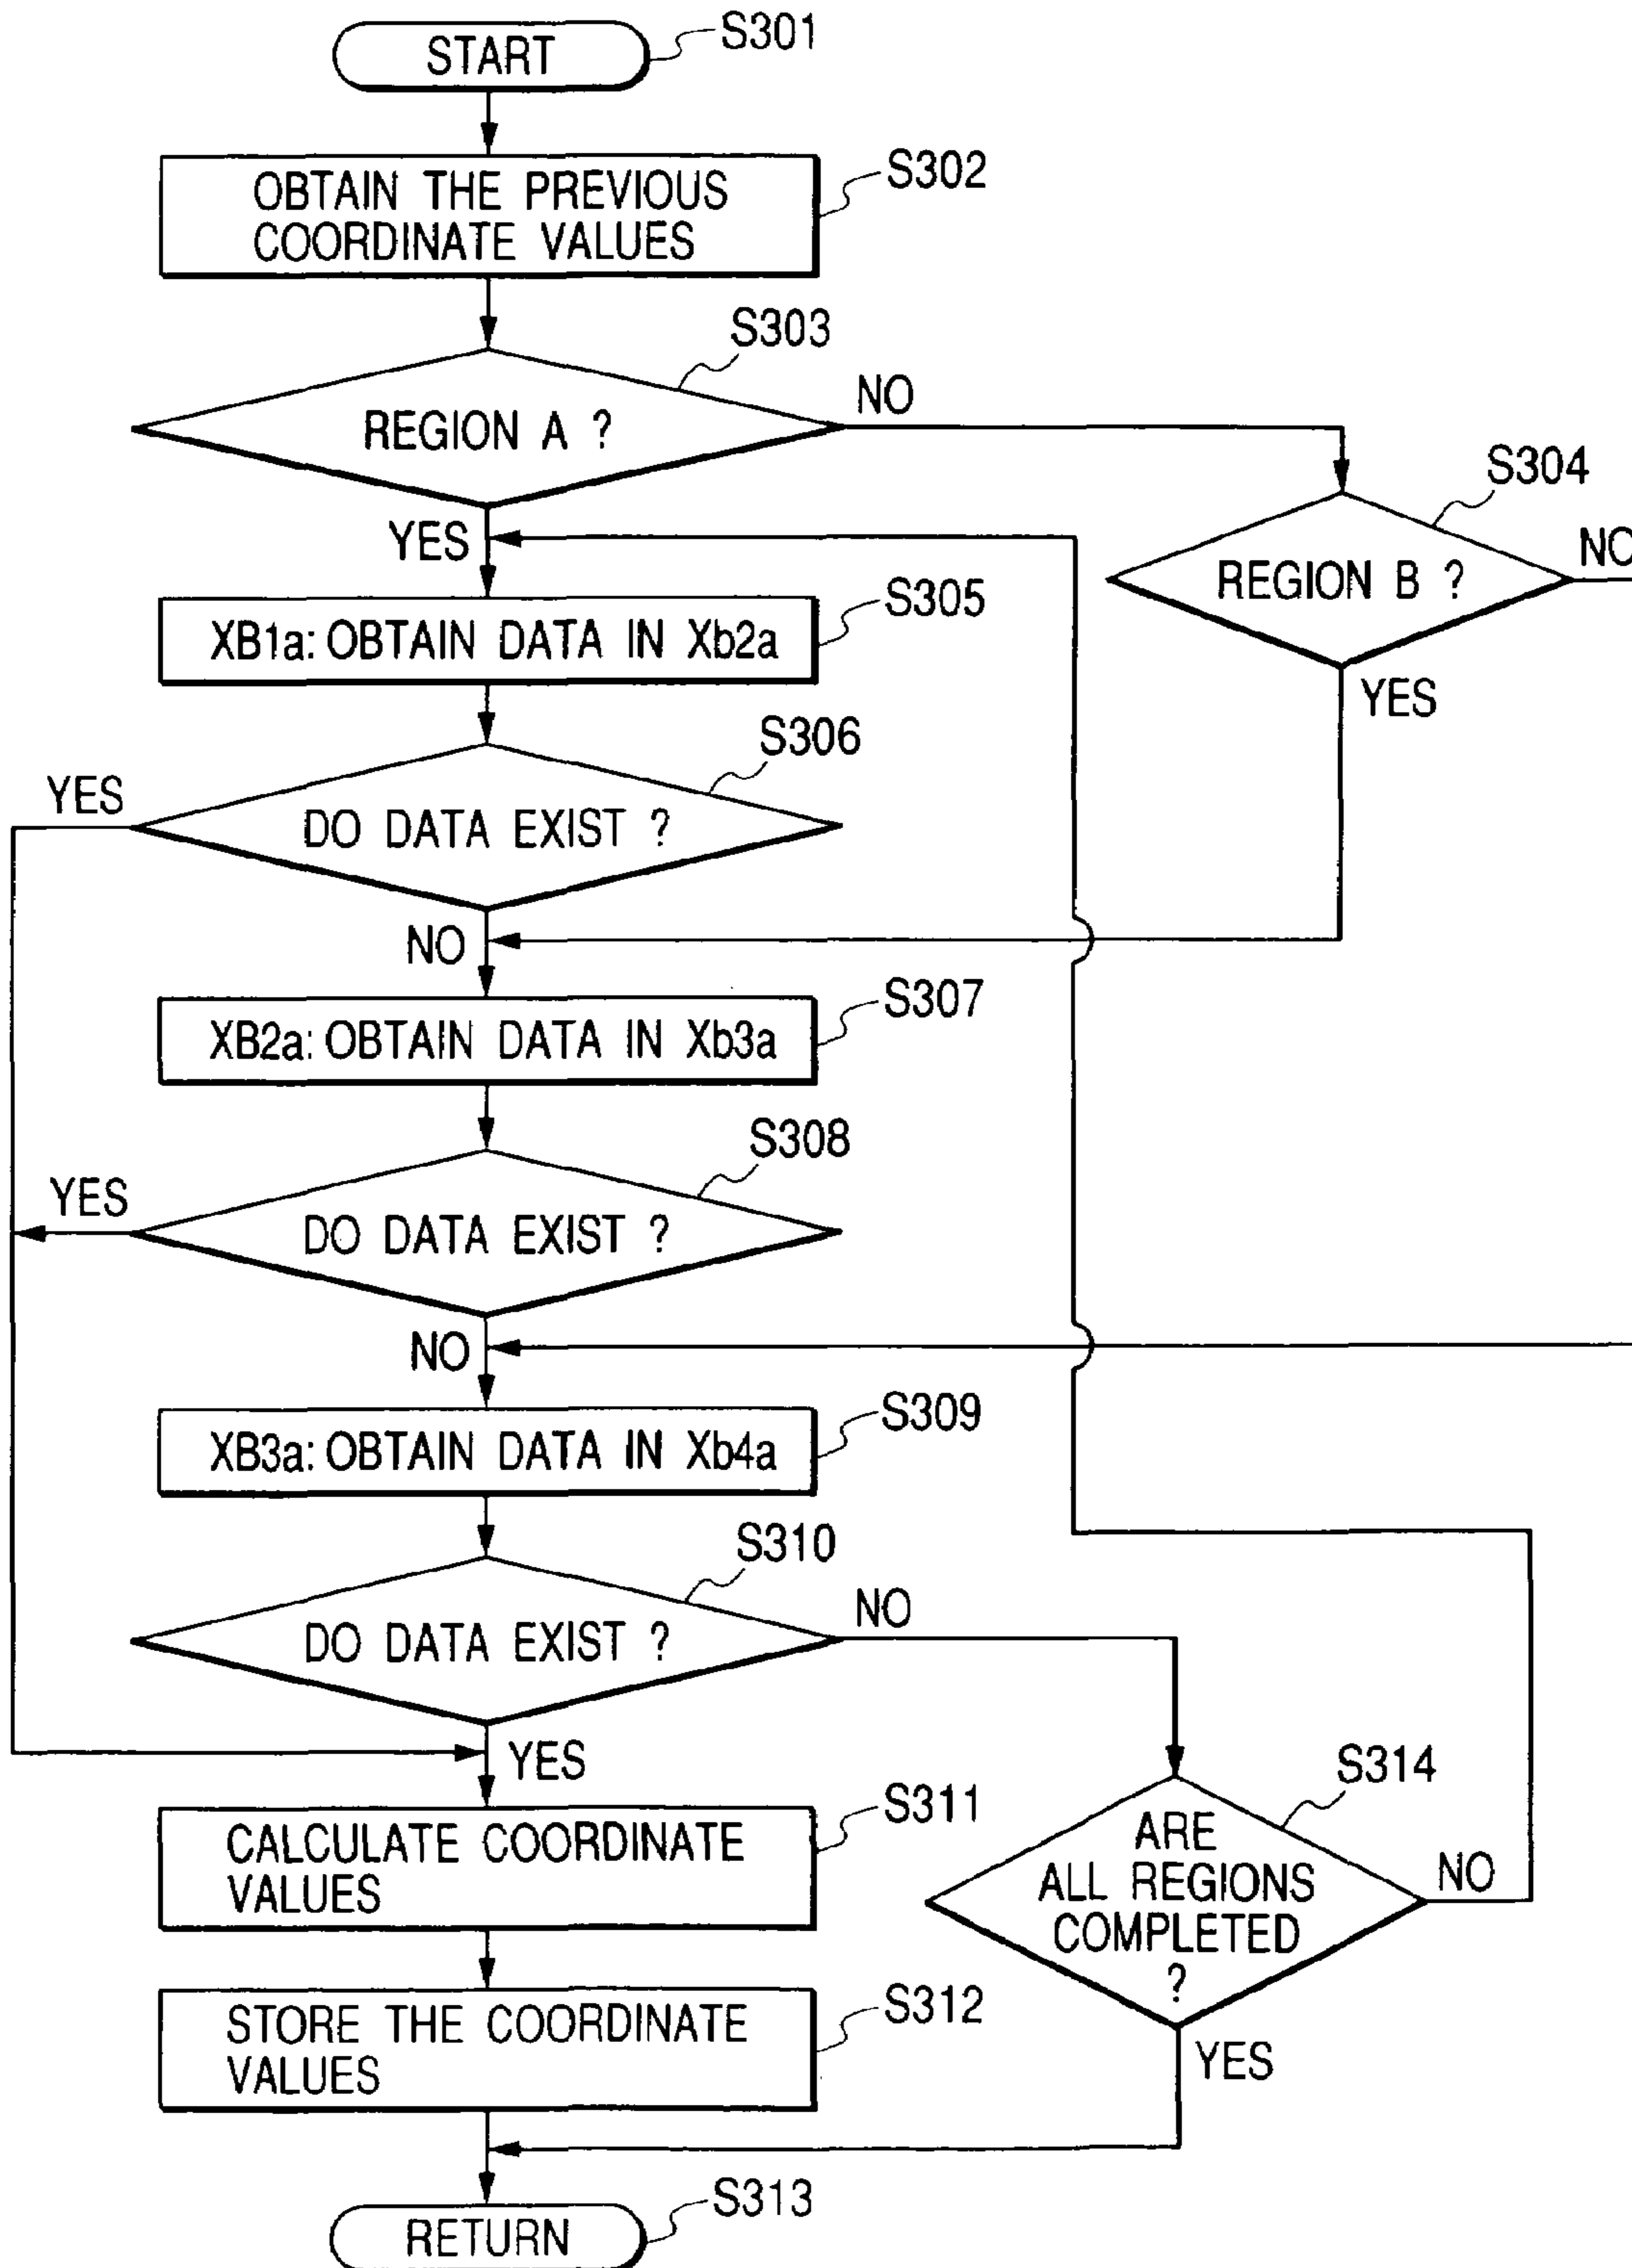 START
S301
OBTAIN THE PREVIOUS
COORDINATE VALUES
S302
S303
REGION A ?
NO
S304
REGION B ?
NO
YES
YES
S305
XB1a: OBTAIN DATA IN Xb2a
S306
YES
DO DATA EXIST ?
NO
S307
XB2a: OBTAIN DATA IN Xb3a
S308
YES
DO DATA EXIST ?
NO
S309
XB3a: OBTAIN DATA IN Xb4a
S310
DO DATA EXIST ?
NO
YES
S311
CALCULATE COORDINATE
VALUES
S314
ARE
ALL REGIONS
COMPLETED
?
NO
YES
S312
STORE THE COORDINATE
VALUES
S313
RETURN